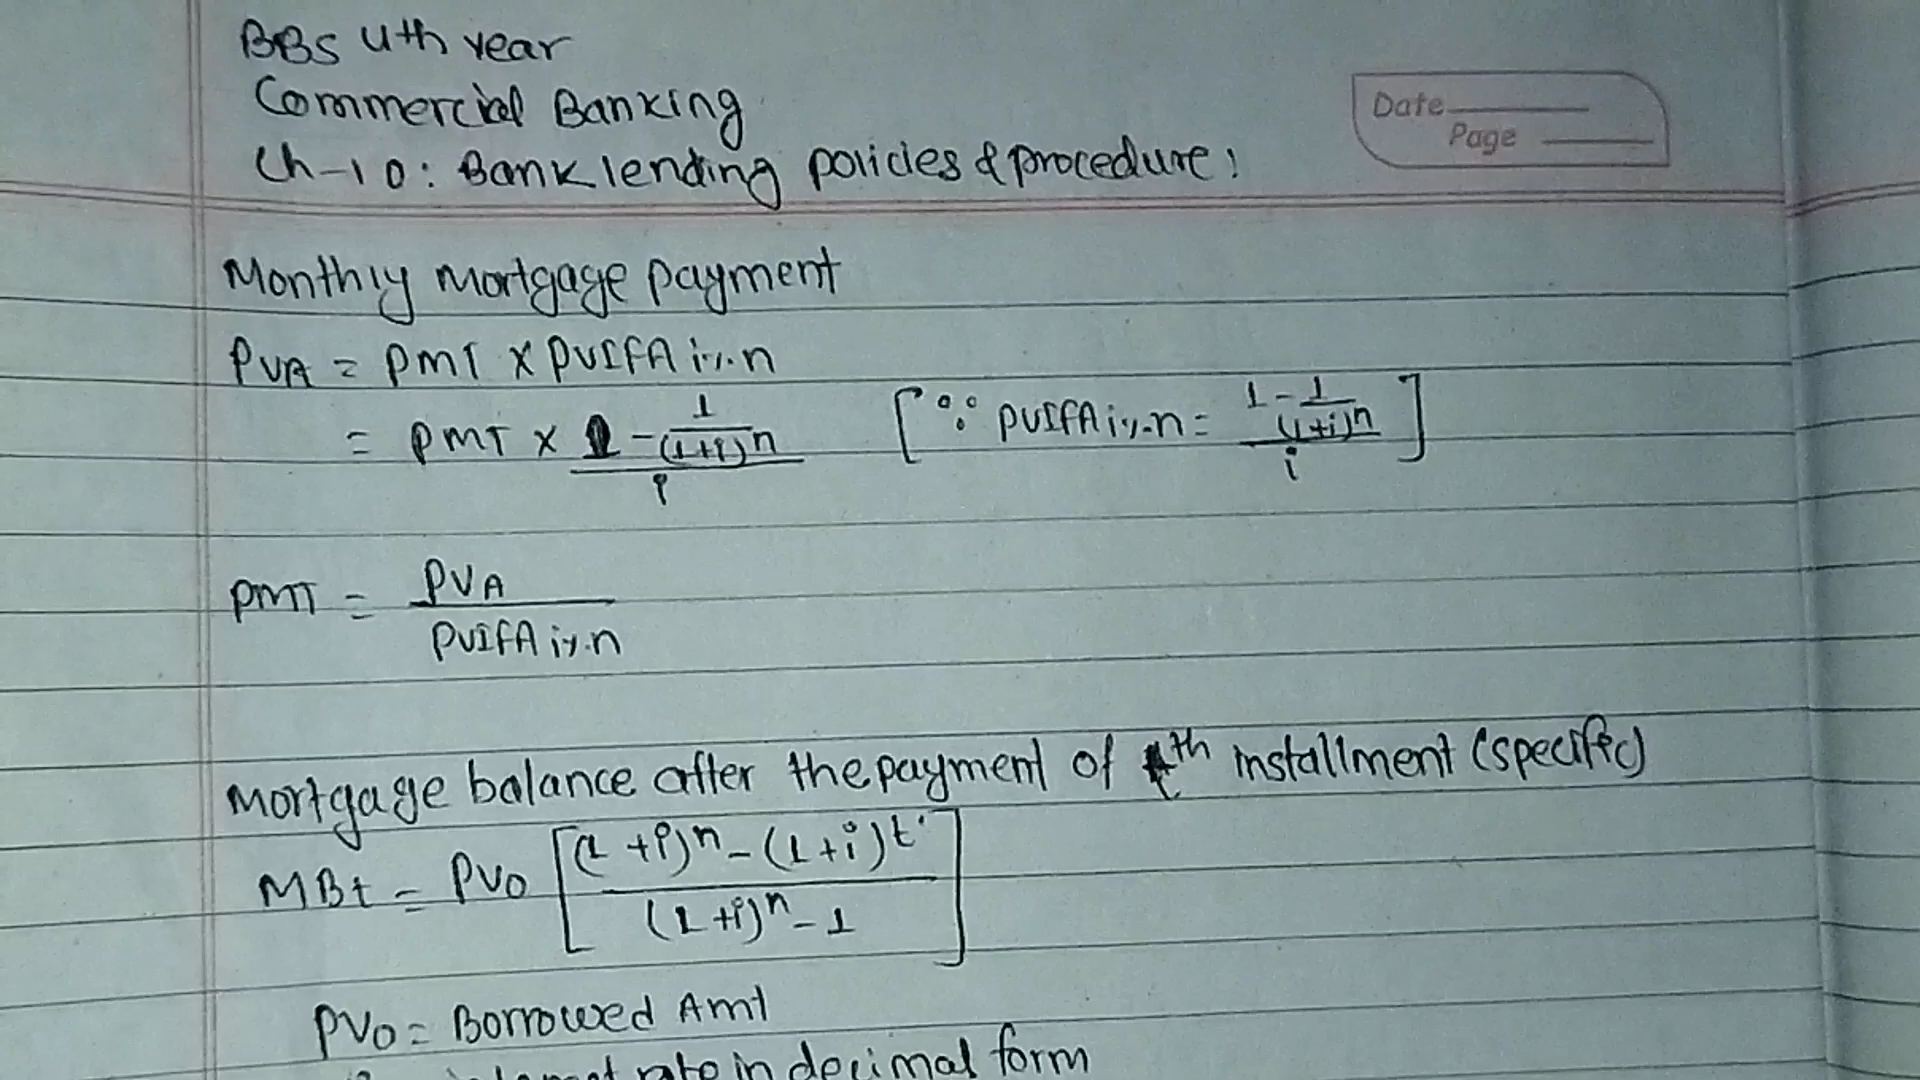 BBS 4th year
Commercial Banking
Date
Page
Ch-10: Bank lending policies & procedure:
Monthly Mortgage payment
PVA = PMT X PVIFA i%.n
= PMT x (1 - 1/(1+i)^n) / i [∵ PVIFA i%.n = (1 - 1/(1+i)^n) / i]
PMT = PVA / PVIFA i%.n
Mortgage balance after the payment of tth installment (specific)
MBt = PVo [((1+i)^n - (1+i)^t) / ((1+i)^n - 1)]
PVo = Borrowed Amt
interest rate in decimal form